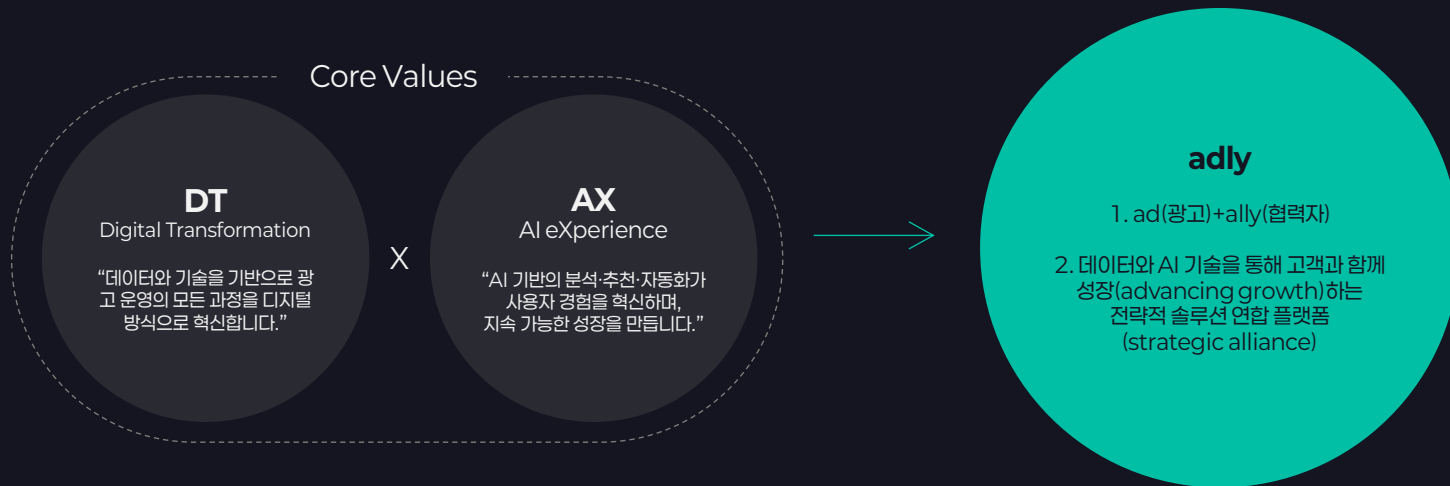 Core Values
DT
Digital Transformation
“데이터와 기술을 기반으로 광
고 운영의 모든 과정을 디지털
방식으로 혁신합니다.”
X
AX
AI eXperience
“AI 기반의 분석·추천·자동화가
사용자 경험을 혁신하며,
지속 가능한 성장을 만듭니다.”
adly
1. ad(광고)+ally(협력자)
2. 데이터와 AI 기술을 통해 고객과 함께
성장(advancing growth)하는
전략적 솔루션 연합 플랫폼
(strategic alliance)